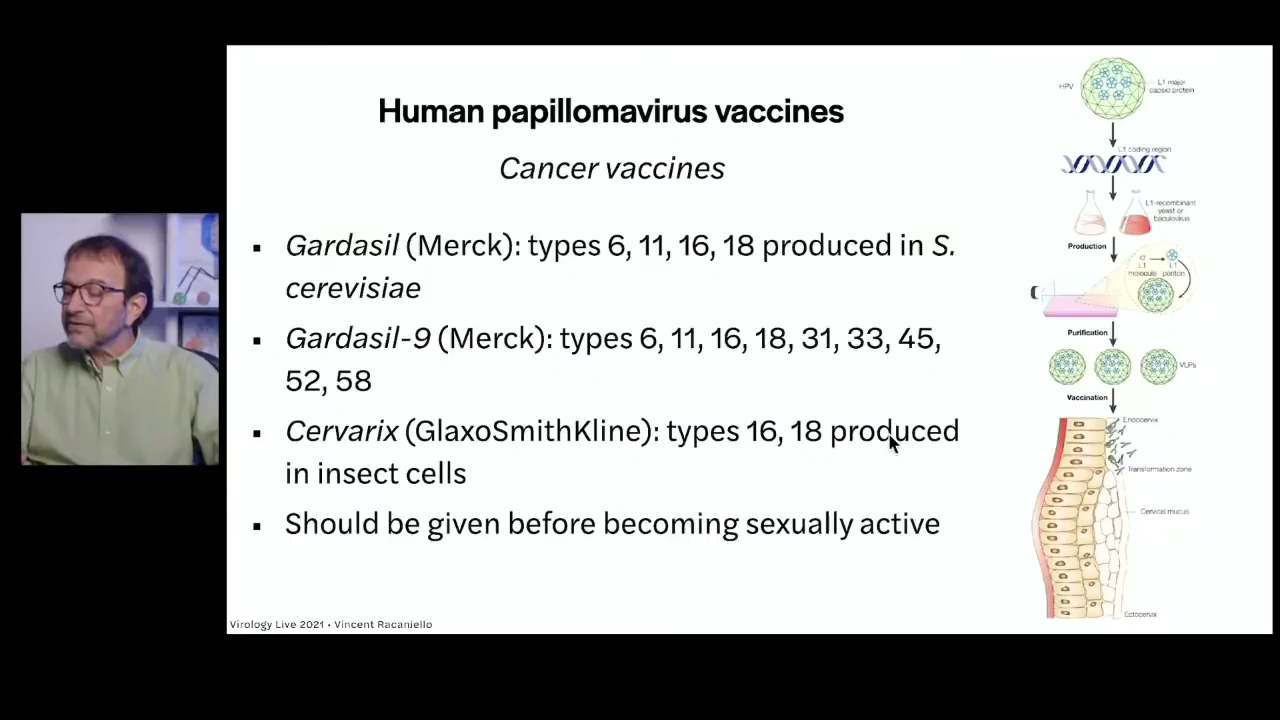 Human papillomavirus vaccines
Cancer vaccines
▪ Gardasil (Merck): types 6, 11, 16, 18 produced in S.
cerevisiae
▪ Gardasil-9 (Merck): types 6, 11, 16, 18, 31, 33, 45,
52, 58
▪ Cervarix (GlaxoSmithKline): types 16, 18 produced
in insect cells
▪ Should be given before becoming sexually active
Virology Live 2021 • Vincent Racaniello
HPV
L1 major
capsid protein
L1 coding region
L1-recombinant
yeast or
baculovirus
Production
L1
molecule
L1
penton
Purification
VLPs
Vaccination
Endocervix
Transformation zone
Cervical mucus
Ectocervix